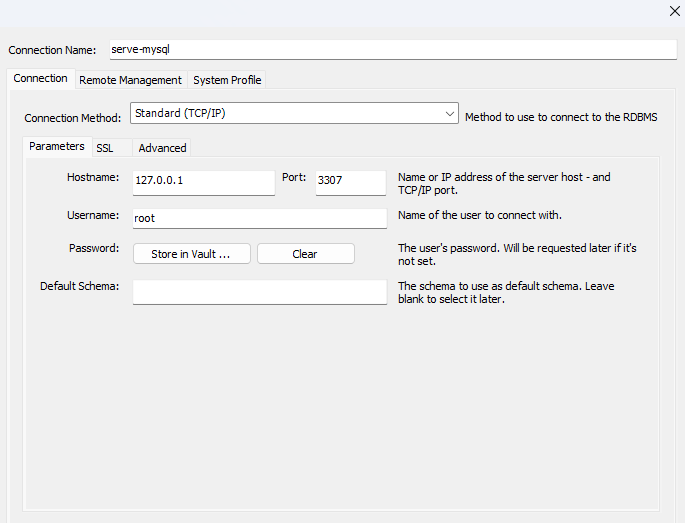 Connection Name: serve-mysql
Connection Remote Management System Profile
Connection Method: Standard (TCP/IP) Method to use to connect to the RDBMS
Parameters SSL Advanced
Hostname: 127.0.0.1 Port: 3307 Name or IP address of the server host - and
TCP/IP port.
Username: root Name of the user to connect with.
Password: Store in Vault ... Clear The user's password. Will be requested later if it's
not set.
Default Schema: The schema to use as default schema. Leave
blank to select it later.